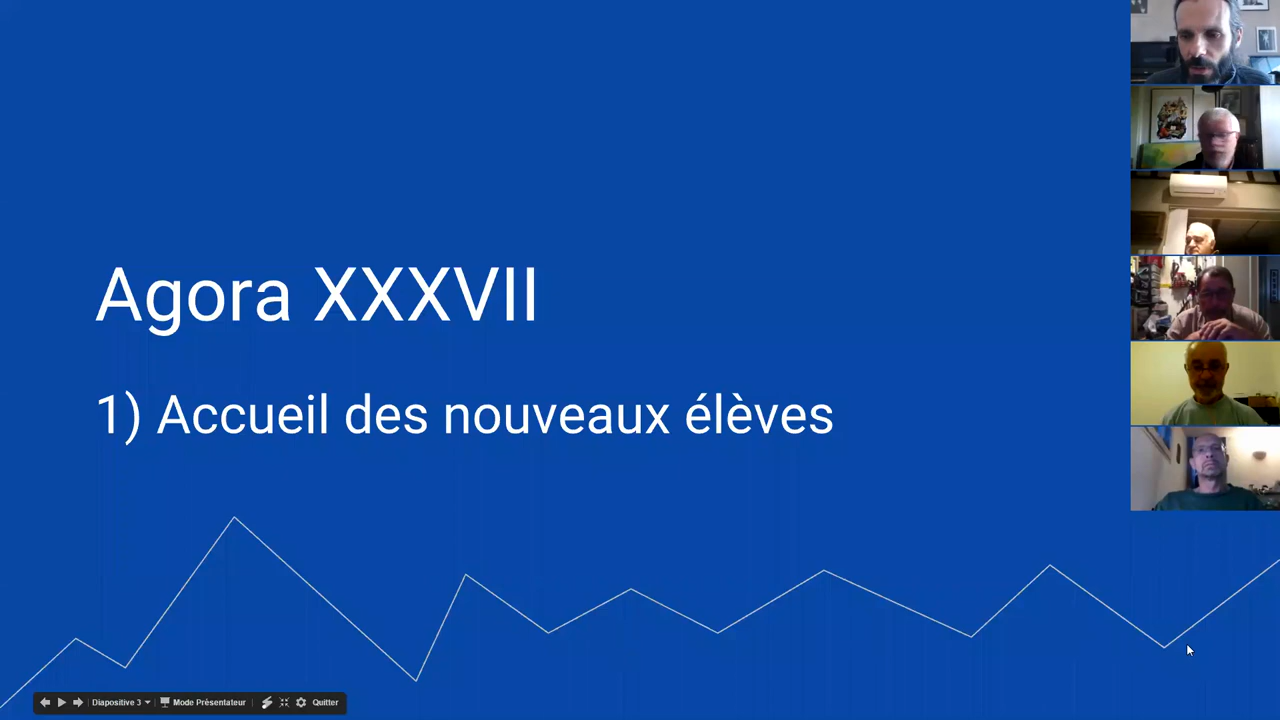 Agora XXXVII
1) Accueil des nouveaux élèves
Diapositive 3
Mode Présentateur
Quitter